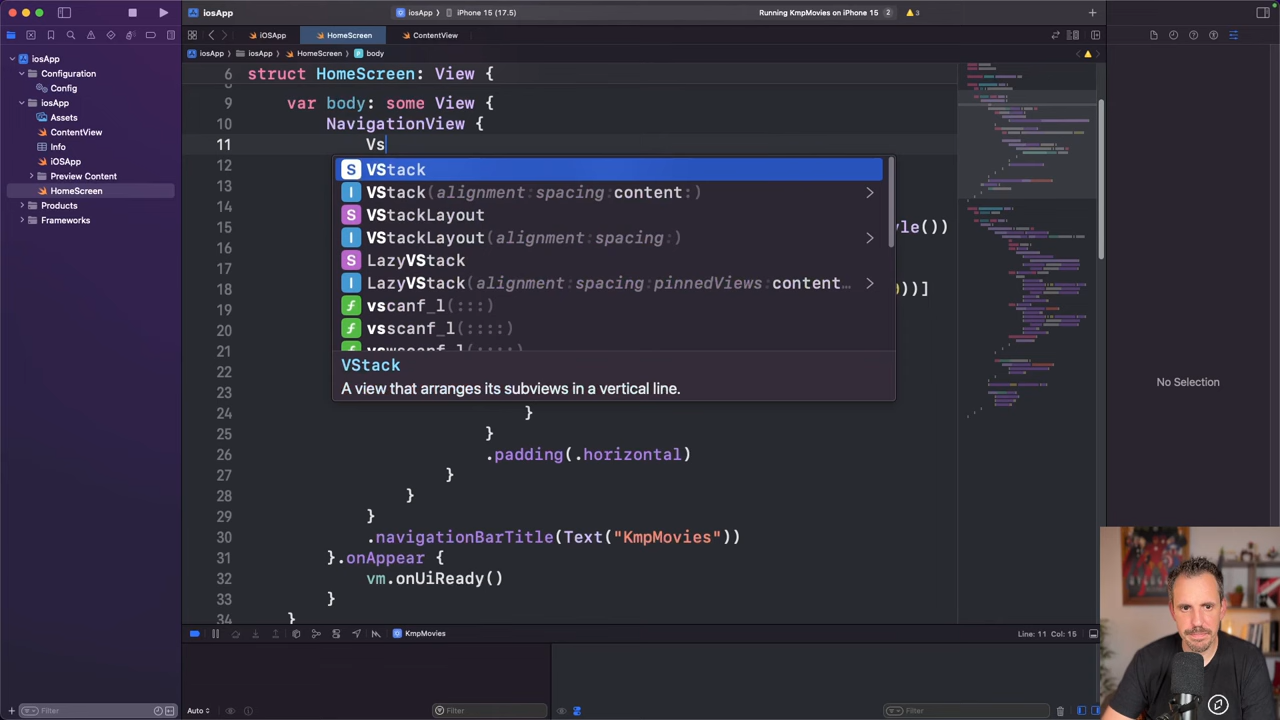 iosApp
iosApp
iPhone 15 (17.5)
Running KmpMovies on iPhone 15
2
3
iOSApp
HomeScreen
ContentView
iosApp
iosApp
HomeScreen
body
iosApp
Configuration
Config
iosApp
Assets
ContentView
Info
iOSApp
Preview Content
HomeScreen
Products
Frameworks
6 struct HomeScreen: View {
9 var body: some View {
10 NavigationView {
11 Vs
12
13
14
15 yle())
16
17
18 ))]
19
20
21
22
23
24 }
25 }
26 .padding(.horizontal)
27 }
28 }
29 }
30 .navigationBarTitle(Text("KmpMovies"))
31 }.onAppear {
32 vm.onUiReady()
33 }
34 }
S VStack
I VStack(alignment:spacing:content:)
S VStackLayout
I VStackLayout(alignment:spacing:)
S LazyVStack
I LazyVStack(alignment:spacing:pinnedViews:content…
f vscanf_l(:::)
f vsscanf_l(::::)
f vswscanf_l(::::)
VStack
A view that arranges its subviews in a vertical line.
No Selection
KmpMovies
Line: 11 Col: 15
Filter
Auto
Filter
Filter